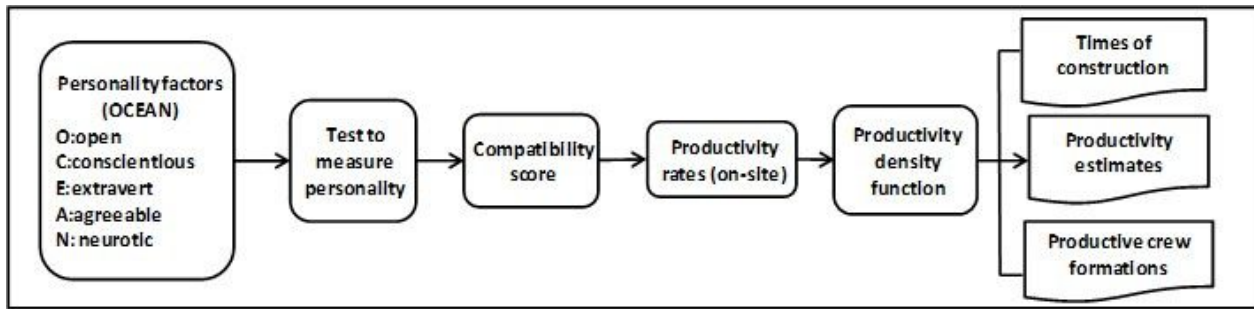 Personality factors
(OCEAN)
O:open
C:conscientious
E:extravert
A:agreeable
N: neurotic
Test to
measure
personality
Compatibility
score
Productivity
rates (on-site)
Productivity
density
function
Times of
construction
Productivity
estimates
Productive crew
formations